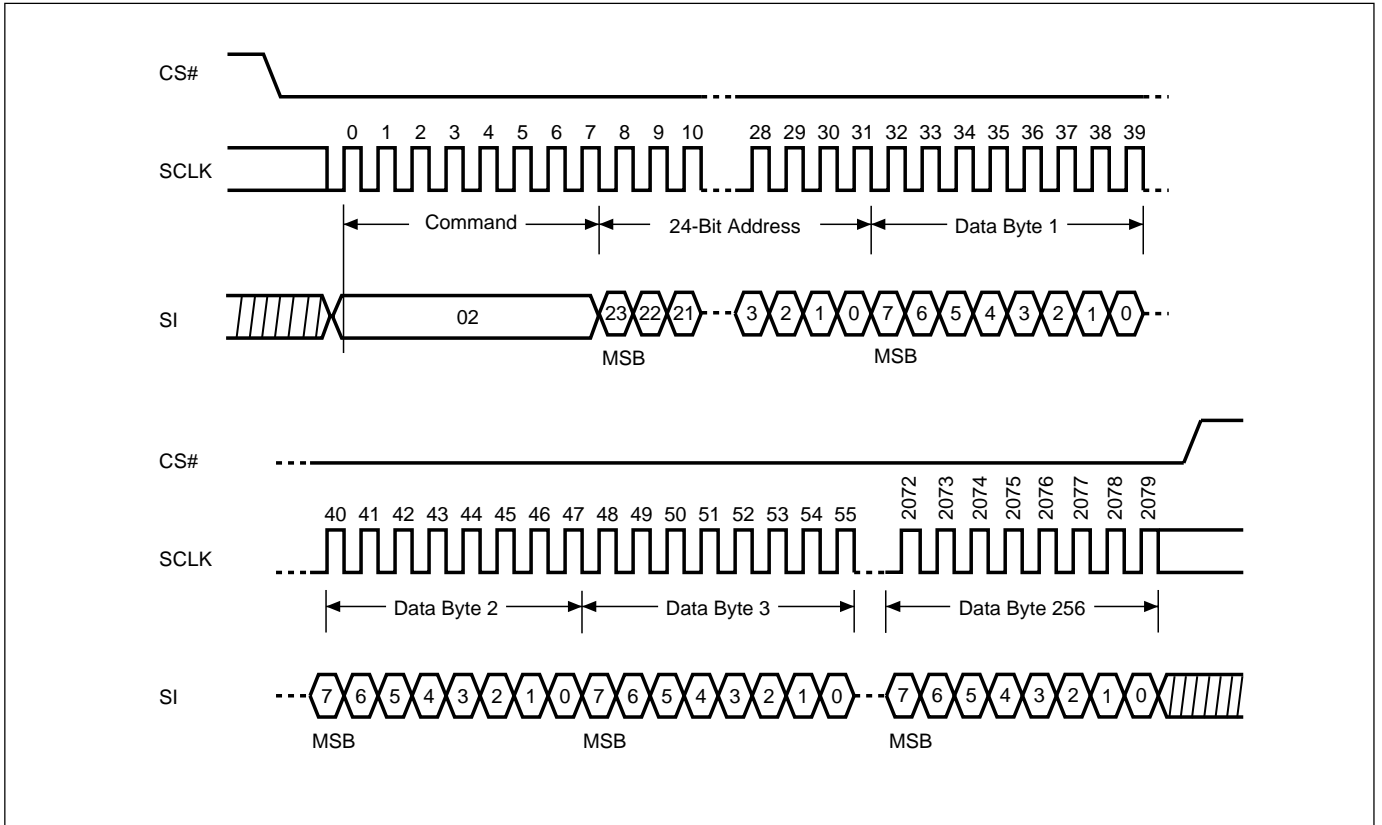 CS#
0 1 2 3 4 5 6 7 8 9 10 28 29 30 31 32 33 34 35 36 37 38 39
SCLK
Command 24-Bit Address Data Byte 1
SI 02 23 22 21 3 2 1 0 7 6 5 4 3 2 1 0
MSB MSB
CS#
40 41 42 43 44 45 46 47 48 49 50 51 52 53 54 55 2072 2073 2074 2075 2076 2077 2078 2079
SCLK
Data Byte 2 Data Byte 3 Data Byte 256
SI 7 6 5 4 3 2 1 0 7 6 5 4 3 2 1 0 7 6 5 4 3 2 1 0
MSB MSB MSB